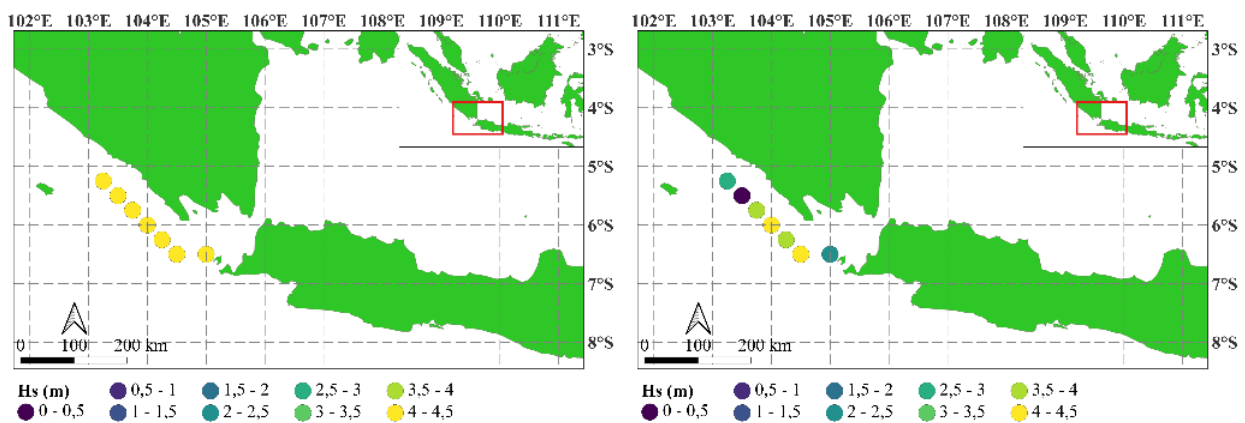 102°E 103°E 104°E 105°E 106°E 107°E 108°E 109°E 110°E 111°E
3°S
4°S
5°S
6°S
7°S
8°S
0 100 200 km
Hs (m) 0,5 - 1 1,5 - 2 2,5 - 3 3,5 - 4
0 - 0,5 1 - 1,5 2 - 2,5 3 - 3,5 4 - 4,5
102°E 103°E 104°E 105°E 106°E 107°E 108°E 109°E 110°E 111°E
3°S
4°S
5°S
6°S
7°S
8°S
0 100 200 km
Hs (m) 0,5 - 1 1,5 - 2 2,5 - 3 3,5 - 4
0 - 0,5 1 - 1,5 2 - 2,5 3 - 3,5 4 - 4,5